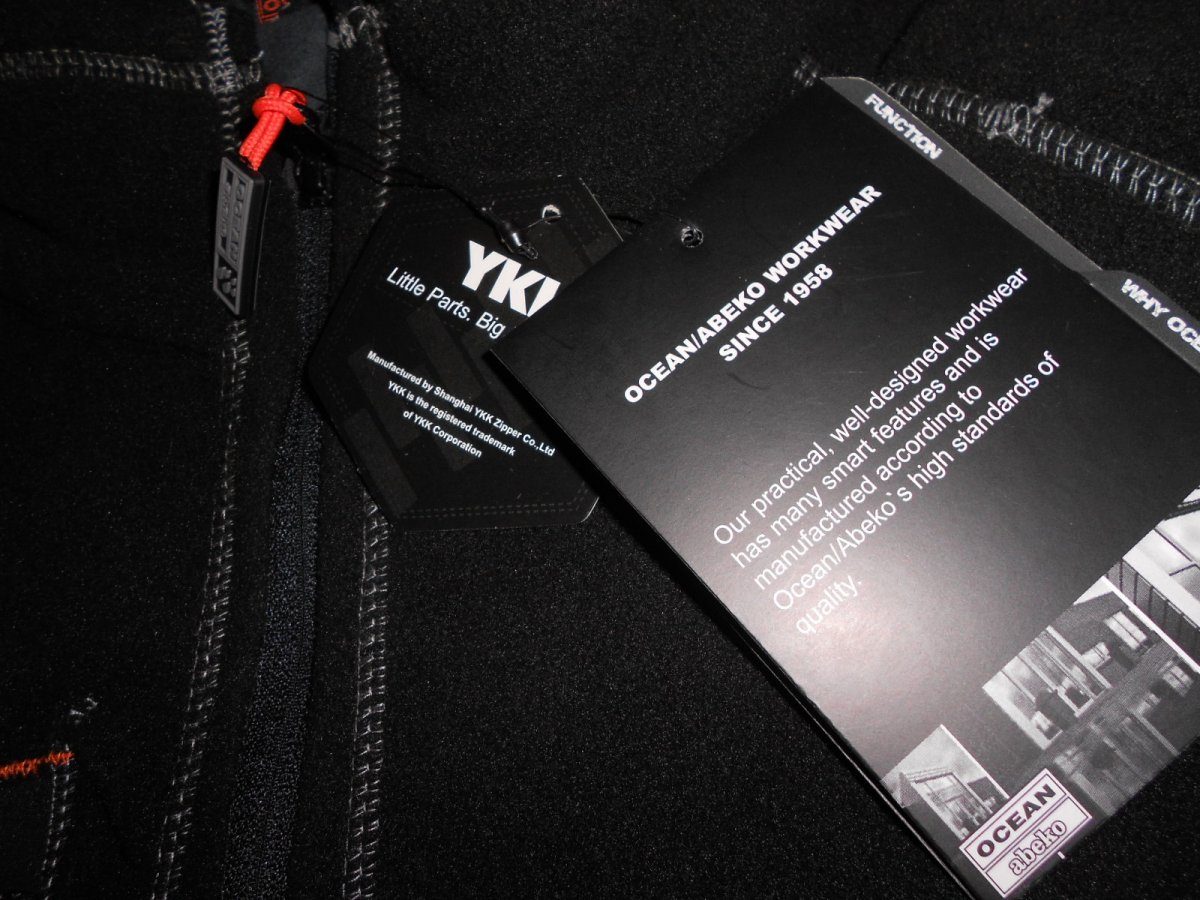 YKK
Little Parts. Big
Manufactured by Shanghai YKK Zipper Co.,Ltd
YKK is the registered trademark
of YKK Corporation
FUNCTION
WHY OCE
OCEAN/ABEKO WORKWEAR
SINCE 1958
Our practical, well-designed workwear
has many smart features and is
manufactured according to
Ocean/Abeko`s high standards of
quality.
OCEAN
abeko